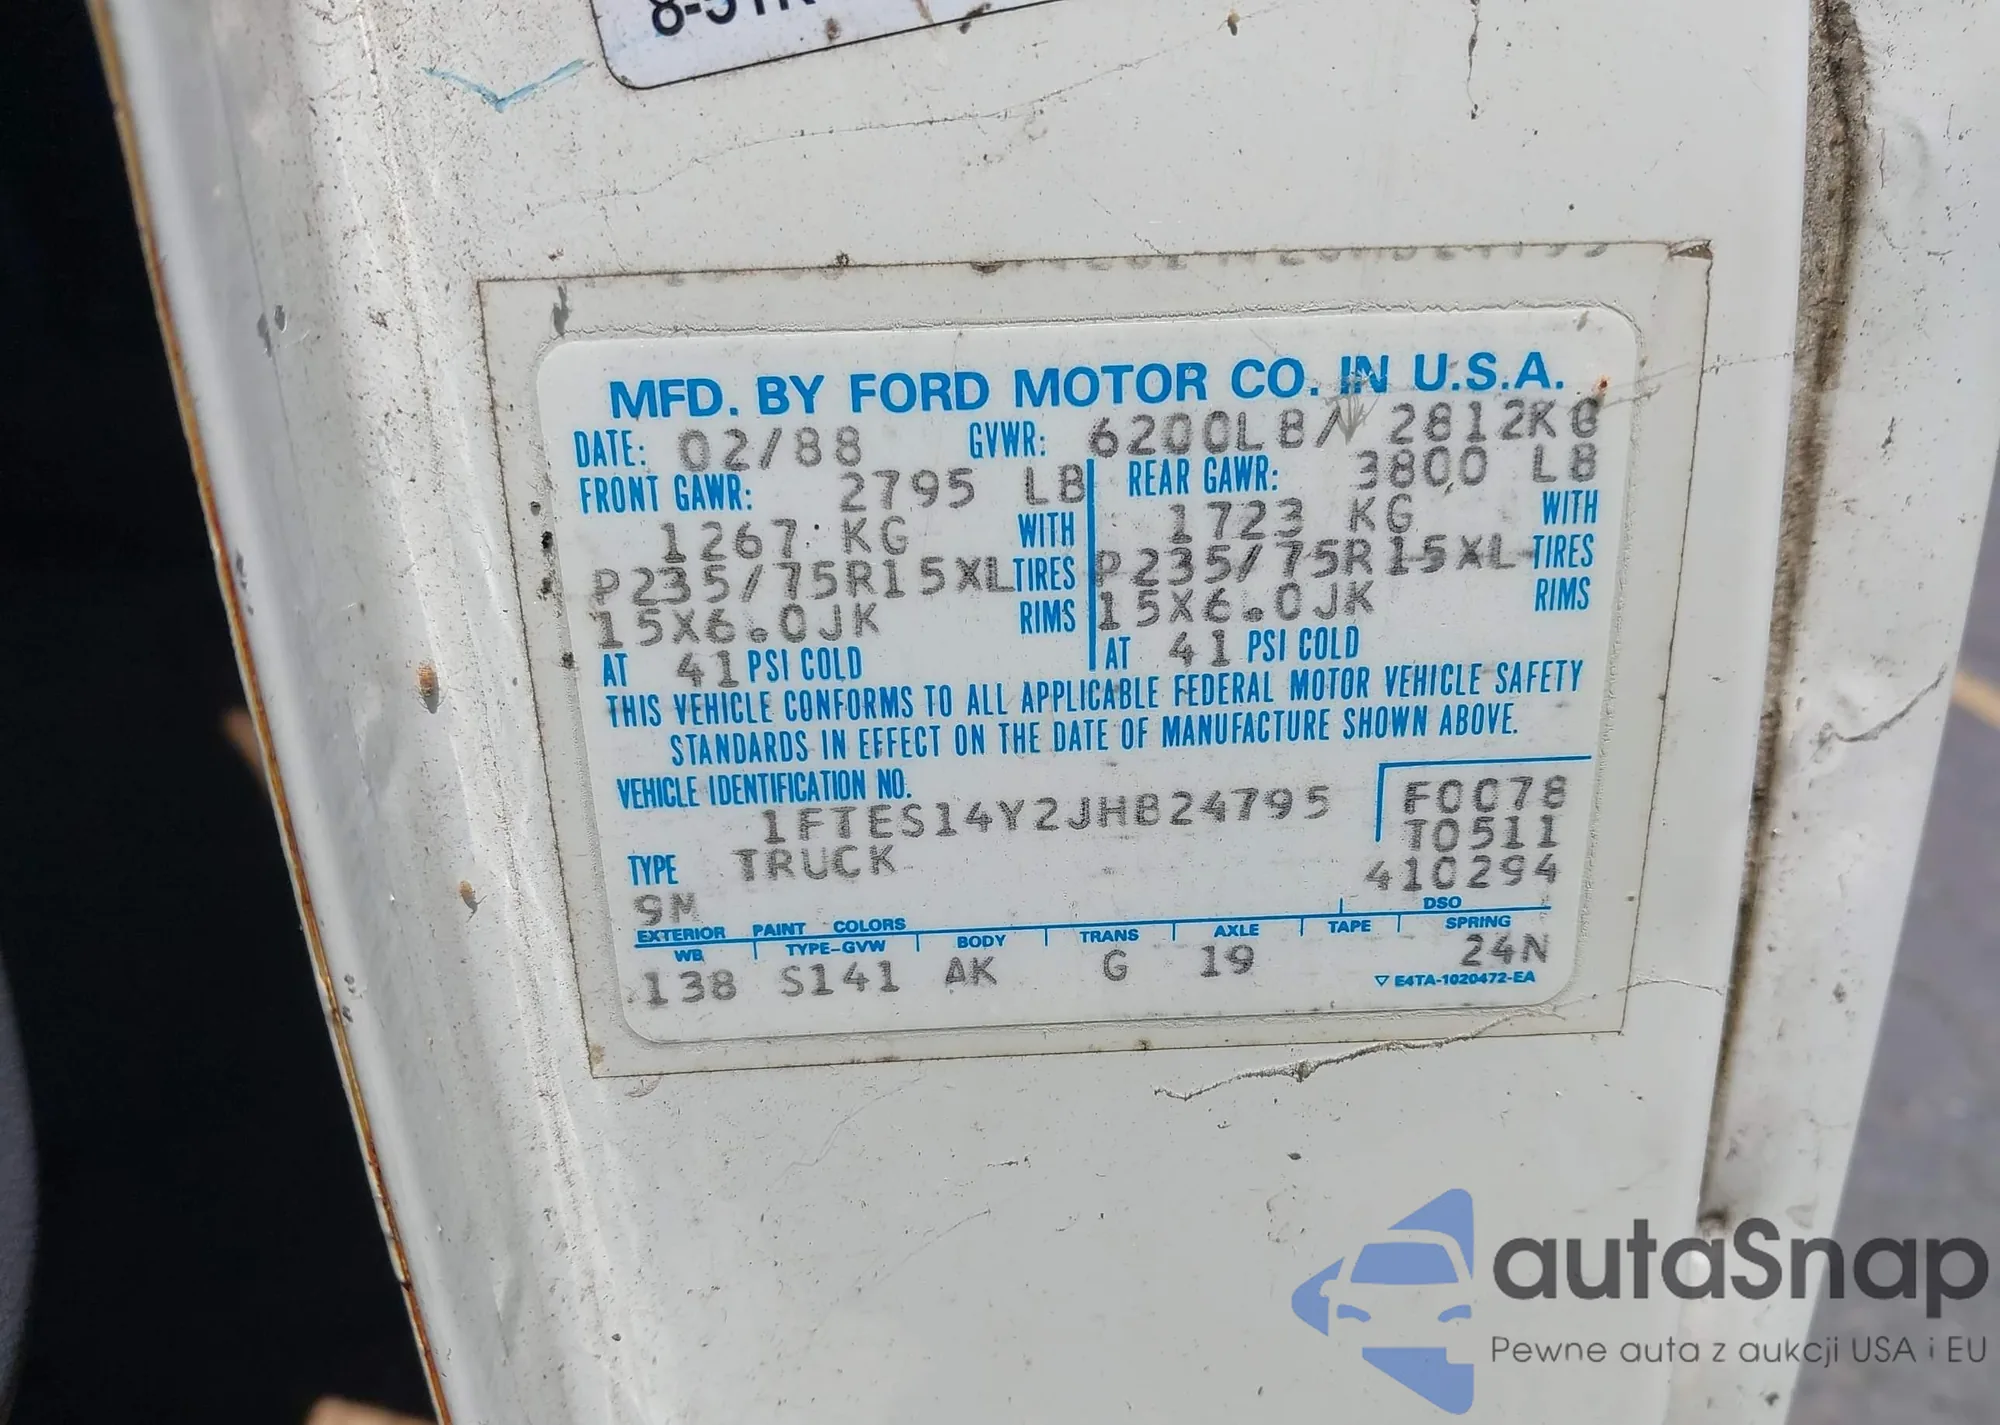 MFD. BY FORD MOTOR CO. IN U.S.A.
DATE: 02/88 GVWR: 6200LB/ 2812KG
FRONT GAWR: 2795 LB REAR GAWR: 3800 LB
1267 KG WITH 1723 KG WITH
P235/75R15XL TIRES P235/75R15XL TIRES
15X6.0JK RIMS 15X6.0JK RIMS
AT 41 PSI COLD AT 41 PSI COLD
THIS VEHICLE CONFORMS TO ALL APPLICABLE FEDERAL MOTOR VEHICLE SAFETY
STANDARDS IN EFFECT ON THE DATE OF MANUFACTURE SHOWN ABOVE.
VEHICLE IDENTIFICATION NO.
1FTES14Y2JHB24795 F0078
T0511
TYPE TRUCK 410294
9M DSO
EXTERIOR PAINT COLORS
WB TYPE-GVW BODY TRANS AXLE TAPE SPRING
138 S141 AK G 19 24N
▽ E4TA-1020472-EA
autaSnap
Pewne auta z aukcji USA i EU